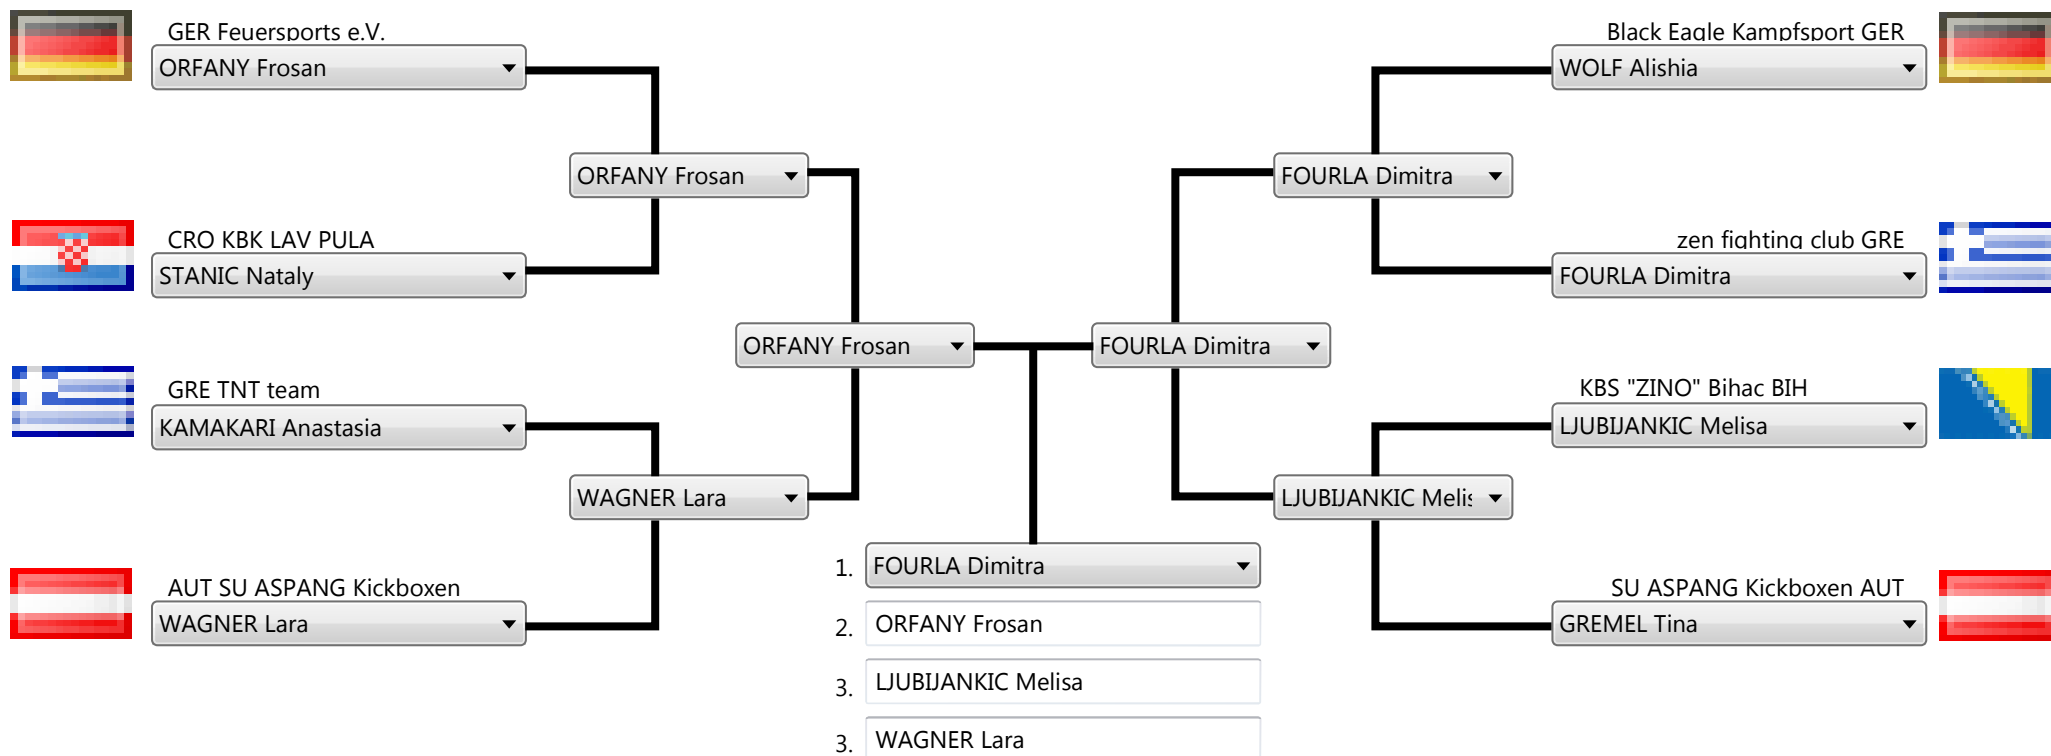 GER Feuersports e.V.
ORFANY Frosan
Black Eagle Kampfsport GER
WOLF Alishia
ORFANY Frosan
FOURLA Dimitra
CRO KBK LAV PULA
STANIC Nataly
zen fighting club GRE
FOURLA Dimitra
ORFANY Frosan
FOURLA Dimitra
GRE TNT team
KAMAKARI Anastasia
KBS "ZINO" Bihac BIH
LJUBIJANKIC Melisa
WAGNER Lara
LJUBIJANKIC Melis
AUT SU ASPANG Kickboxen
WAGNER Lara
SU ASPANG Kickboxen AUT
GREMEL Tina
1. FOURLA Dimitra
2. ORFANY Frosan
3. LJUBIJANKIC Melisa
3. WAGNER Lara